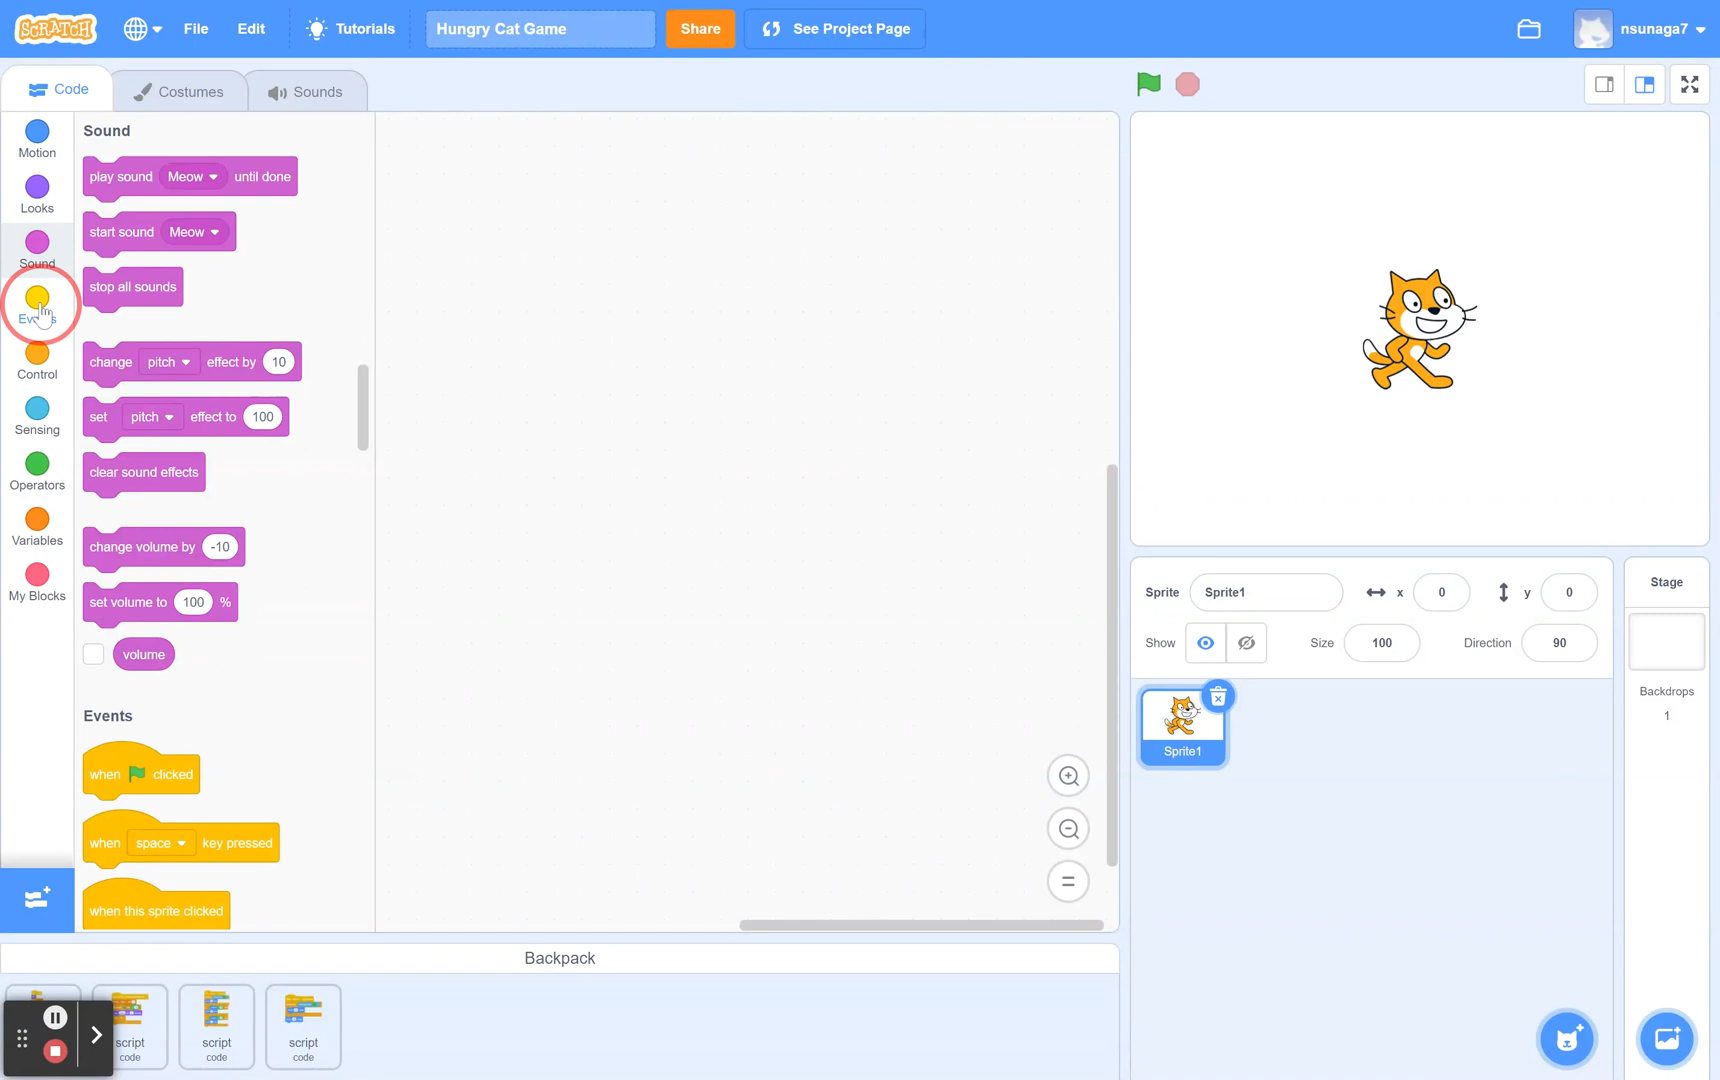 SCRATCH
File
Edit
Tutorials
Hungry Cat Game
Share
See Project Page
nsunaga7
Code
Costumes
Sounds
Motion
Looks
Sound
Events
Control
Sensing
Operators
Variables
My Blocks
Sound
play sound Meow until done
start sound Meow
stop all sounds
change pitch effect by 10
set pitch effect to 100
clear sound effects
change volume by -10
set volume to 100 %
volume
Events
when clicked
when space key pressed
when this sprite clicked
Sprite Sprite1 x 0 y 0
Show Size 100 Direction 90
Sprite1
Stage
Backdrops
1
Backpack
script
code
script
code
script
code